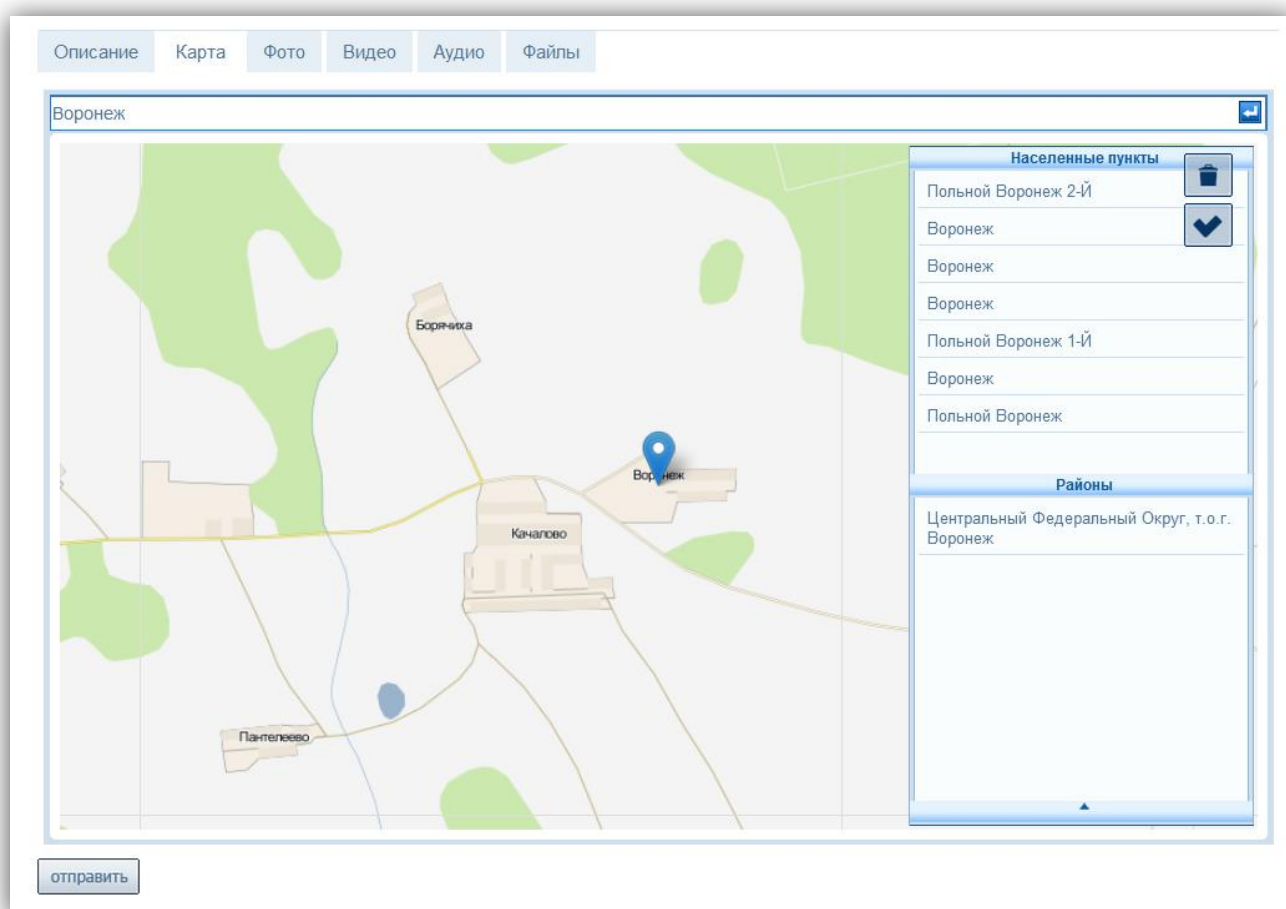 Описание Карта Фото Видео Аудио Файлы
Воронеж
Населенные пункты
Польной Воронеж 2-Й
Воронеж
Воронеж
Воронеж
Польной Воронеж 1-Й
Воронеж
Польной Воронеж
Районы
Центральный Федеральный Округ, т.о.г.
Воронеж
Борячиха
Воронеж
Качалово
Пантелеево
отправить